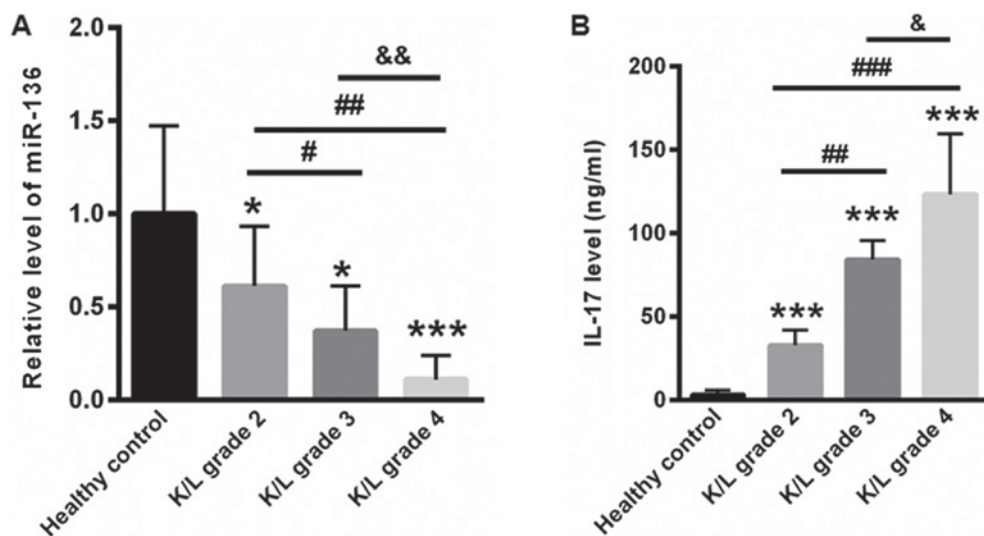 A
Relative level of miR-136
2.0
1.5
1.0
0.5
0.0
&&
##
#
*
*
***
Healthy control
K/L grade 2
K/L grade 3
K/L grade 4
B
IL-17 level (ng/ml)
200
150
100
50
0
&
###
##
***
***
***
Healthy control
K/L grade 2
K/L grade 3
K/L grade 4